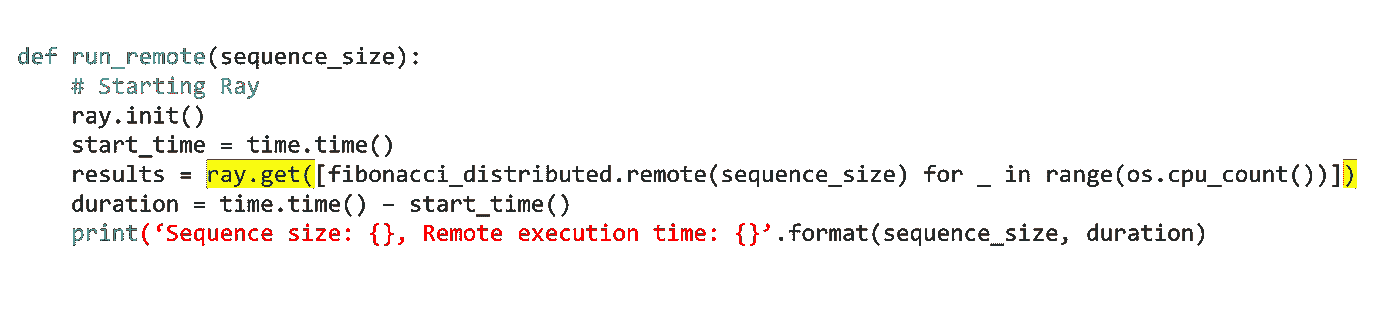 def run_remote(sequence_size):
    # Starting Ray
    ray.init()
    start_time = time.time()
    results = ray.get([fibonacci_distributed.remote(sequence_size) for _ in range(os.cpu_count())])
    duration = time.time() – start_time()
    print(‘Sequence size: {}, Remote execution time: {}’.format(sequence_size, duration)